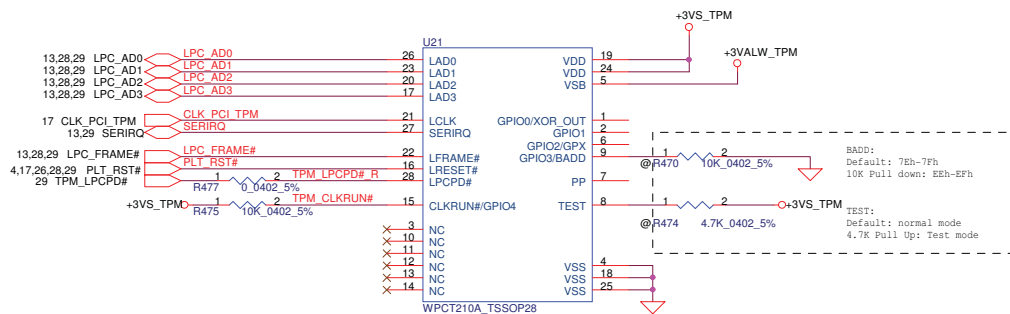 +3VS_TPM
U21
+3VALW_TPM
13,28,29 LPC_AD0 LPC_AD0 26 LAD0 VDD 19
13,28,29 LPC_AD1 LPC_AD1 23 LAD1 VDD 24
13,28,29 LPC_AD2 LPC_AD2 20 LAD2 VSB 5
13,28,29 LPC_AD3 LPC_AD3 17 LAD3
17 CLK_PCI_TPM CLK_PCI_TPM 21 LCLK GPIO0/XOR_OUT 1
13,29 SERIRQ SERIRQ 27 SERIRQ GPIO1 2
GPIO2/GPX 6
13,28,29 LPC_FRAME# LPC_FRAME# 22 LFRAME# GPIO3/BADD 9 1 2
@R470 10K_0402_5%
4,17,26,28,29 PLT_RST# PLT_RST# 16 LRESET#
29 TPM_LPCPD# 1 2 TPM_LPCPD#_R 28 LPCPD# PP 7
R477 0_0402_5%
+3VS_TPM 1 2 TPM_CLKRUN# 15 CLKRUN#/GPIO4 TEST 8 1 2 +3VS_TPM
R475 10K_0402_5% @R474 4.7K_0402_5%
3 NC
10 NC
11 NC
12 NC VSS 4
13 NC VSS 18
14 NC VSS 25
WPCT210A_TSSOP28
BADD:
Default: 7Eh-7Fh
10K Pull down: EEh-EFh
TEST:
Default: normal mode
4.7K Pull Up: Test mode